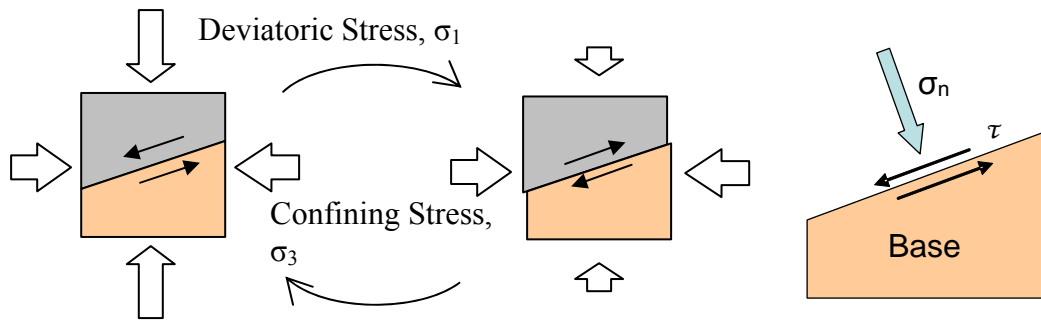 Deviatoric Stress, σ1
Confining Stress,
σ3
σn
τ
Base